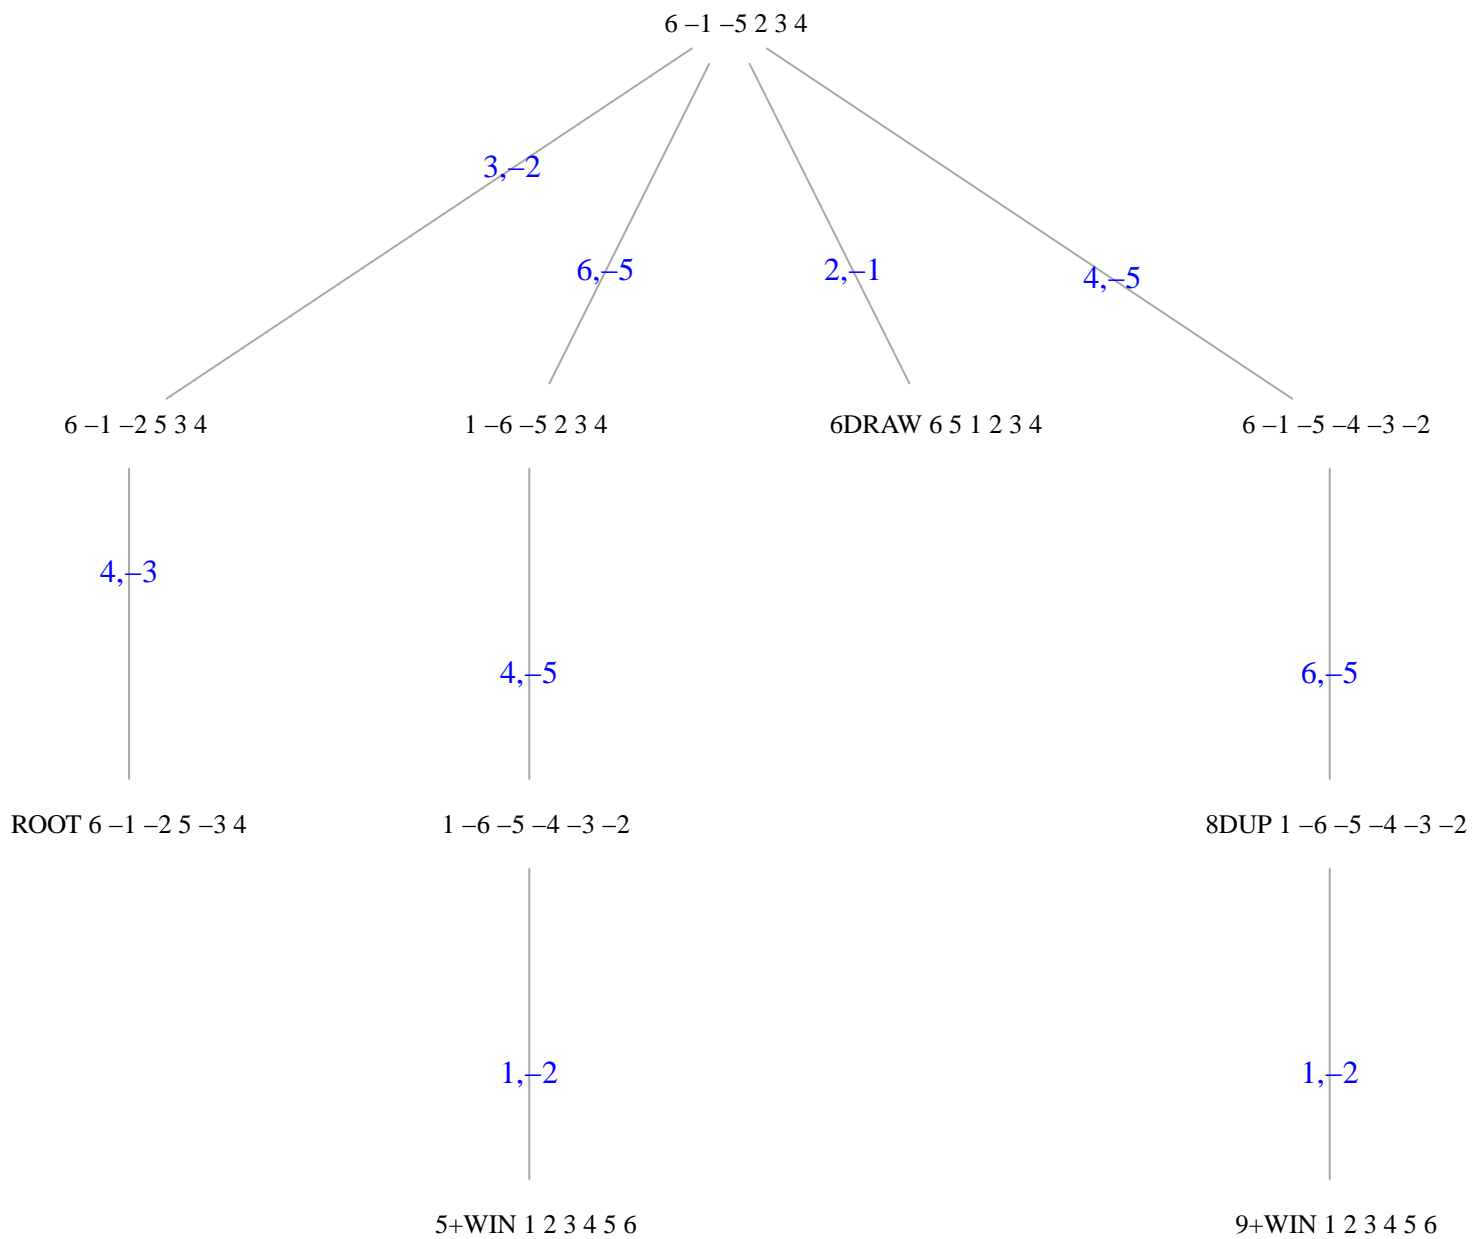 6 –1 –5 2 3 4
3,–2
6,–5
2,–1
4,–5
6 –1 –2 5 3 4
1 –6 –5 2 3 4
6DRAW 6 5 1 2 3 4
6 –1 –5 –4 –3 –2
4,–3
4,–5
6,–5
ROOT 6 –1 –2 5 –3 4
1 –6 –5 –4 –3 –2
8DUP 1 –6 –5 –4 –3 –2
1,–2
1,–2
5+WIN 1 2 3 4 5 6
9+WIN 1 2 3 4 5 6